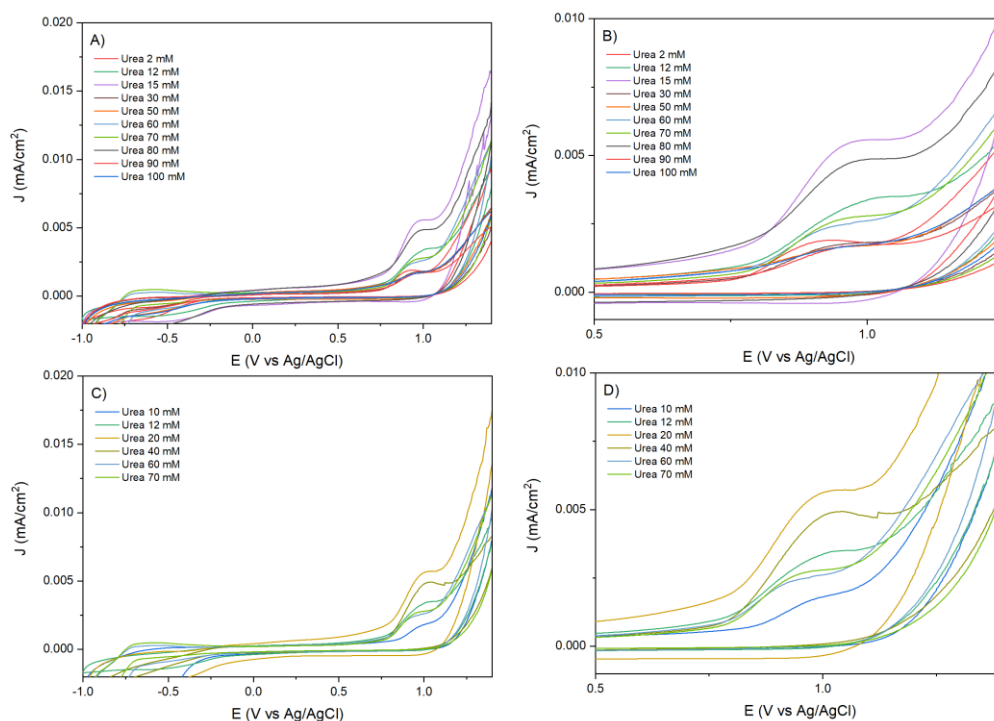 A)
Urea 2 mM
Urea 12 mM
Urea 15 mM
Urea 30 mM
Urea 50 mM
Urea 60 mM
Urea 70 mM
Urea 80 mM
Urea 90 mM
Urea 100 mM
0.020
0.015
0.010
0.005
0.000
J (mA/cm²)
-1.0 -0.5 0.0 0.5 1.0
E (V vs Ag/AgCl)
B)
Urea 2 mM
Urea 12 mM
Urea 15 mM
Urea 30 mM
Urea 50 mM
Urea 60 mM
Urea 70 mM
Urea 80 mM
Urea 90 mM
Urea 100 mM
0.010
0.005
0.000
J (mA/cm²)
0.5 1.0
E (V vs Ag/AgCl)
C)
Urea 10 mM
Urea 12 mM
Urea 20 mM
Urea 40 mM
Urea 60 mM
Urea 70 mM
0.020
0.015
0.010
0.005
0.000
J (mA/cm²)
-1.0 -0.5 0.0 0.5 1.0
E (V vs Ag/AgCl)
D)
Urea 10 mM
Urea 12 mM
Urea 20 mM
Urea 40 mM
Urea 60 mM
Urea 70 mM
0.010
0.005
0.000
J (mA/cm²)
0.5 1.0
E (V vs Ag/AgCl)